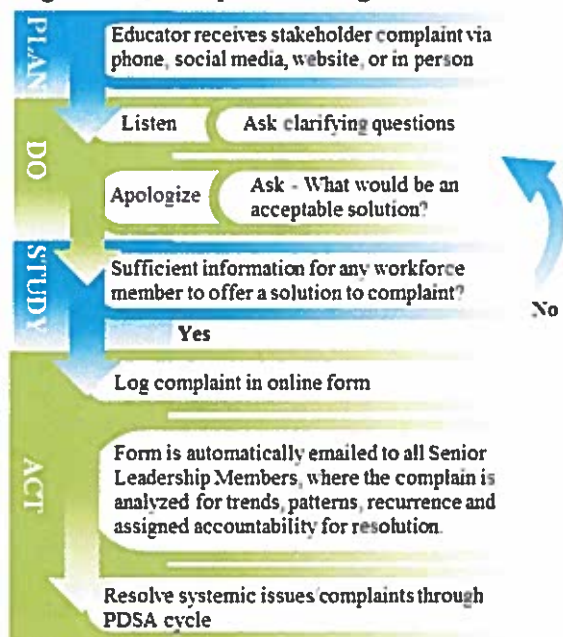 PLAN
Educator receives stakeholder complaint via
phone, social media, website, or in person
DO
Listen
Ask clarifying questions
Apologize
Ask - What would be an
acceptable solution?
STUDY
Sufficient information for any workforce
member to offer a solution to complaint?
No
Yes
ACT
Log complaint in online form
Form is automatically emailed to all Senior
Leadership Members, where the complain is
analyzed for trends, patterns, recurrence and
assigned accountability for resolution.
Resolve systemic issues/complaints through
PDSA cycle